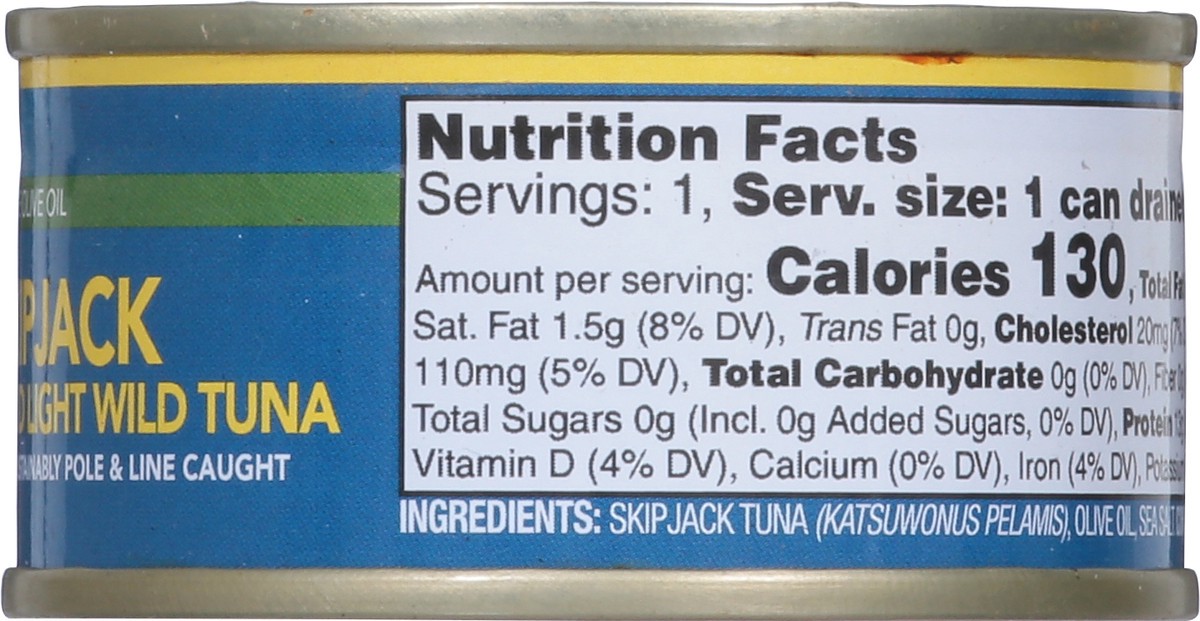 OLIVE OIL
PJACK
LIGHT WILD TUNA
POLE & LINE CAUGHT
Nutrition Facts
Servings: 1, Serv. size: 1 can
Amount per serving: Calories 130, Total
Sat. Fat 1.5g (8% DV), Trans Fat 0g, Cholesterol 20mg
110mg (5% DV), Total Carbohydrate 0g (0% DV), Fiber
Total Sugars 0g (Incl. 0g Added Sugars, 0% DV), Protein
Vitamin D (4% DV), Calcium (0% DV), Iron (4% DV),
INGREDIENTS: SKIPJACK TUNA (KATSUWONUS PELAMIS), OLIVE OIL, SEA SALT